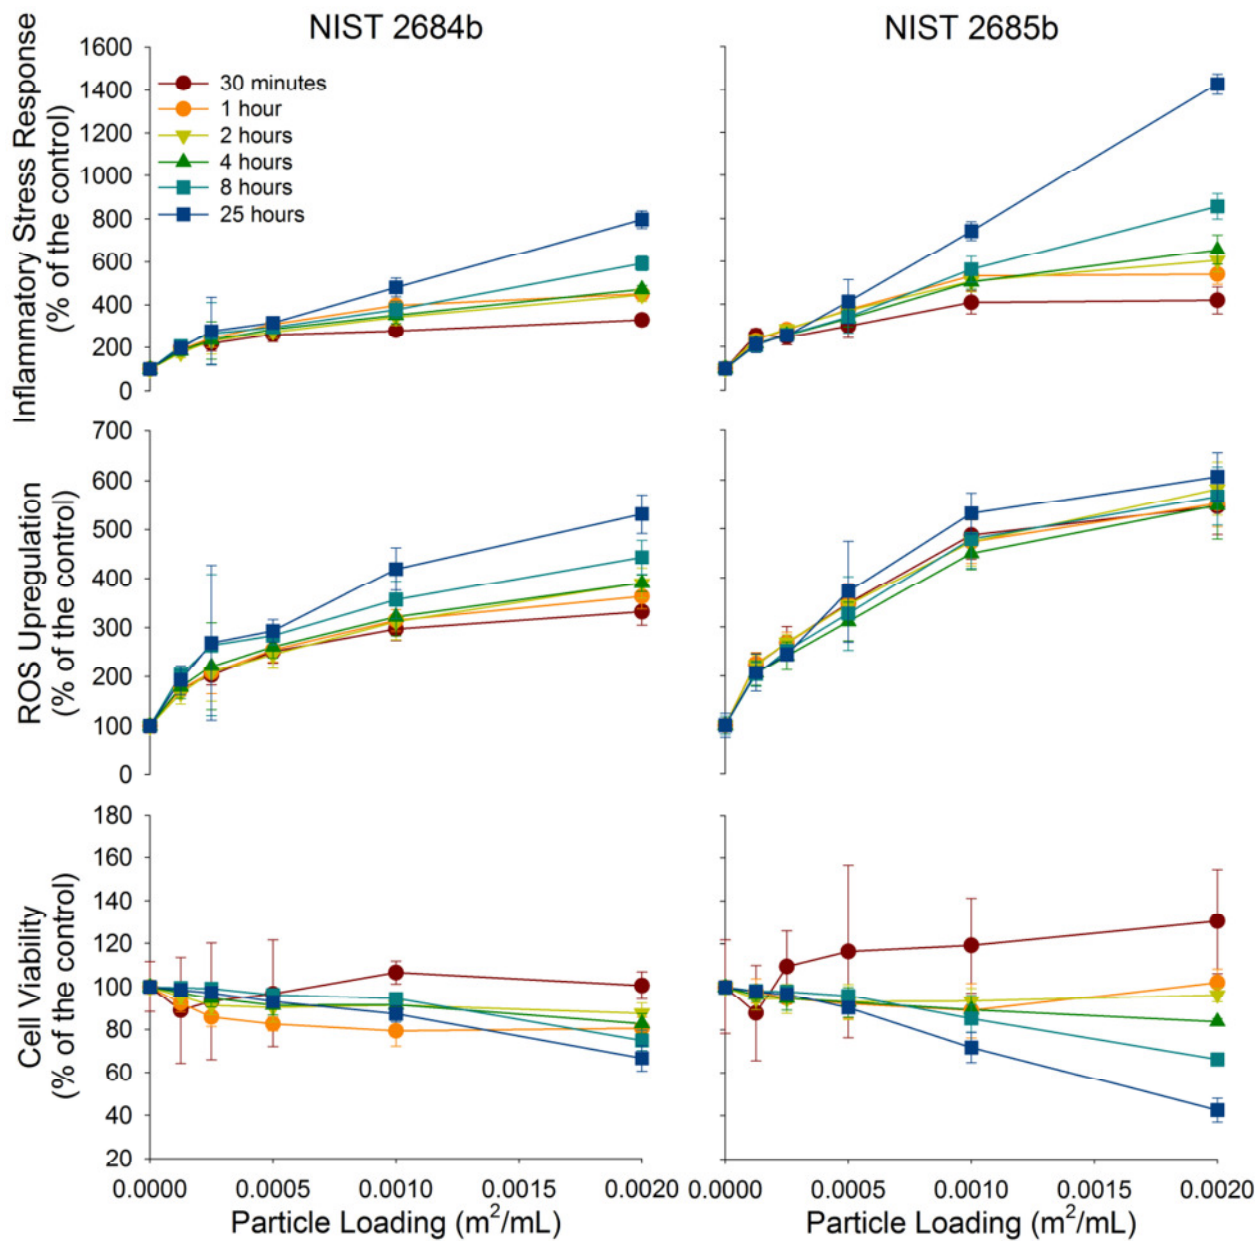 NIST 2684b
NIST 2685b
Inflammatory Stress Response
(% of the control)
1600
1400
1200
1000
800
600
400
200
0
30 minutes
1 hour
2 hours
4 hours
8 hours
25 hours
ROS Upregulation
(% of the control)
700
600
500
400
300
200
100
0
Cell Viability
(% of the control)
180
160
140
120
100
80
60
40
20
0.0000 0.0005 0.0010 0.0015 0.0020
0.0000 0.0005 0.0010 0.0015 0.0020
Particle Loading (m²/mL)
Particle Loading (m²/mL)